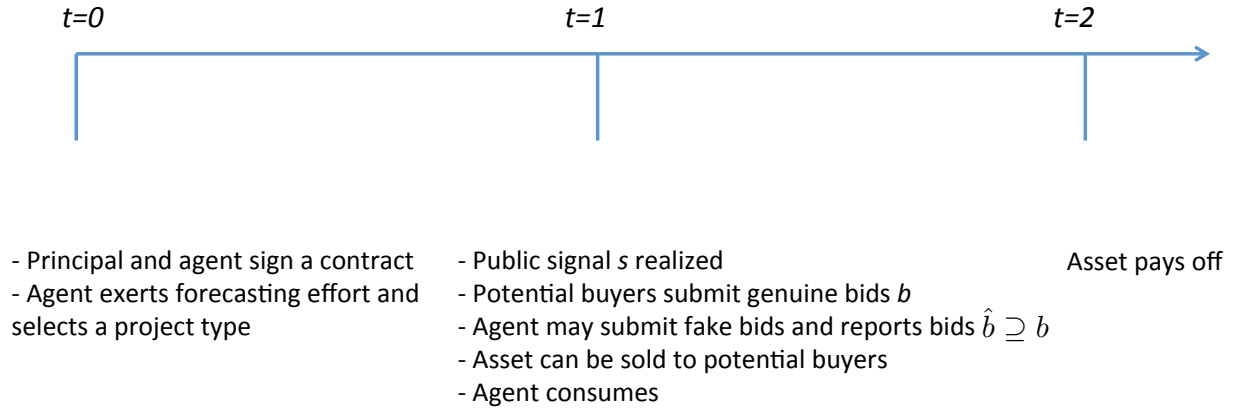 t=0 t=1 t=2
- Principal and agent sign a contract
- Agent exerts forecasting effort and
selects a project type
- Public signal s realized
- Potential buyers submit genuine bids b
- Agent may submit fake bids and reports bids b̂ ⊇ b
- Asset can be sold to potential buyers
- Agent consumes
Asset pays off